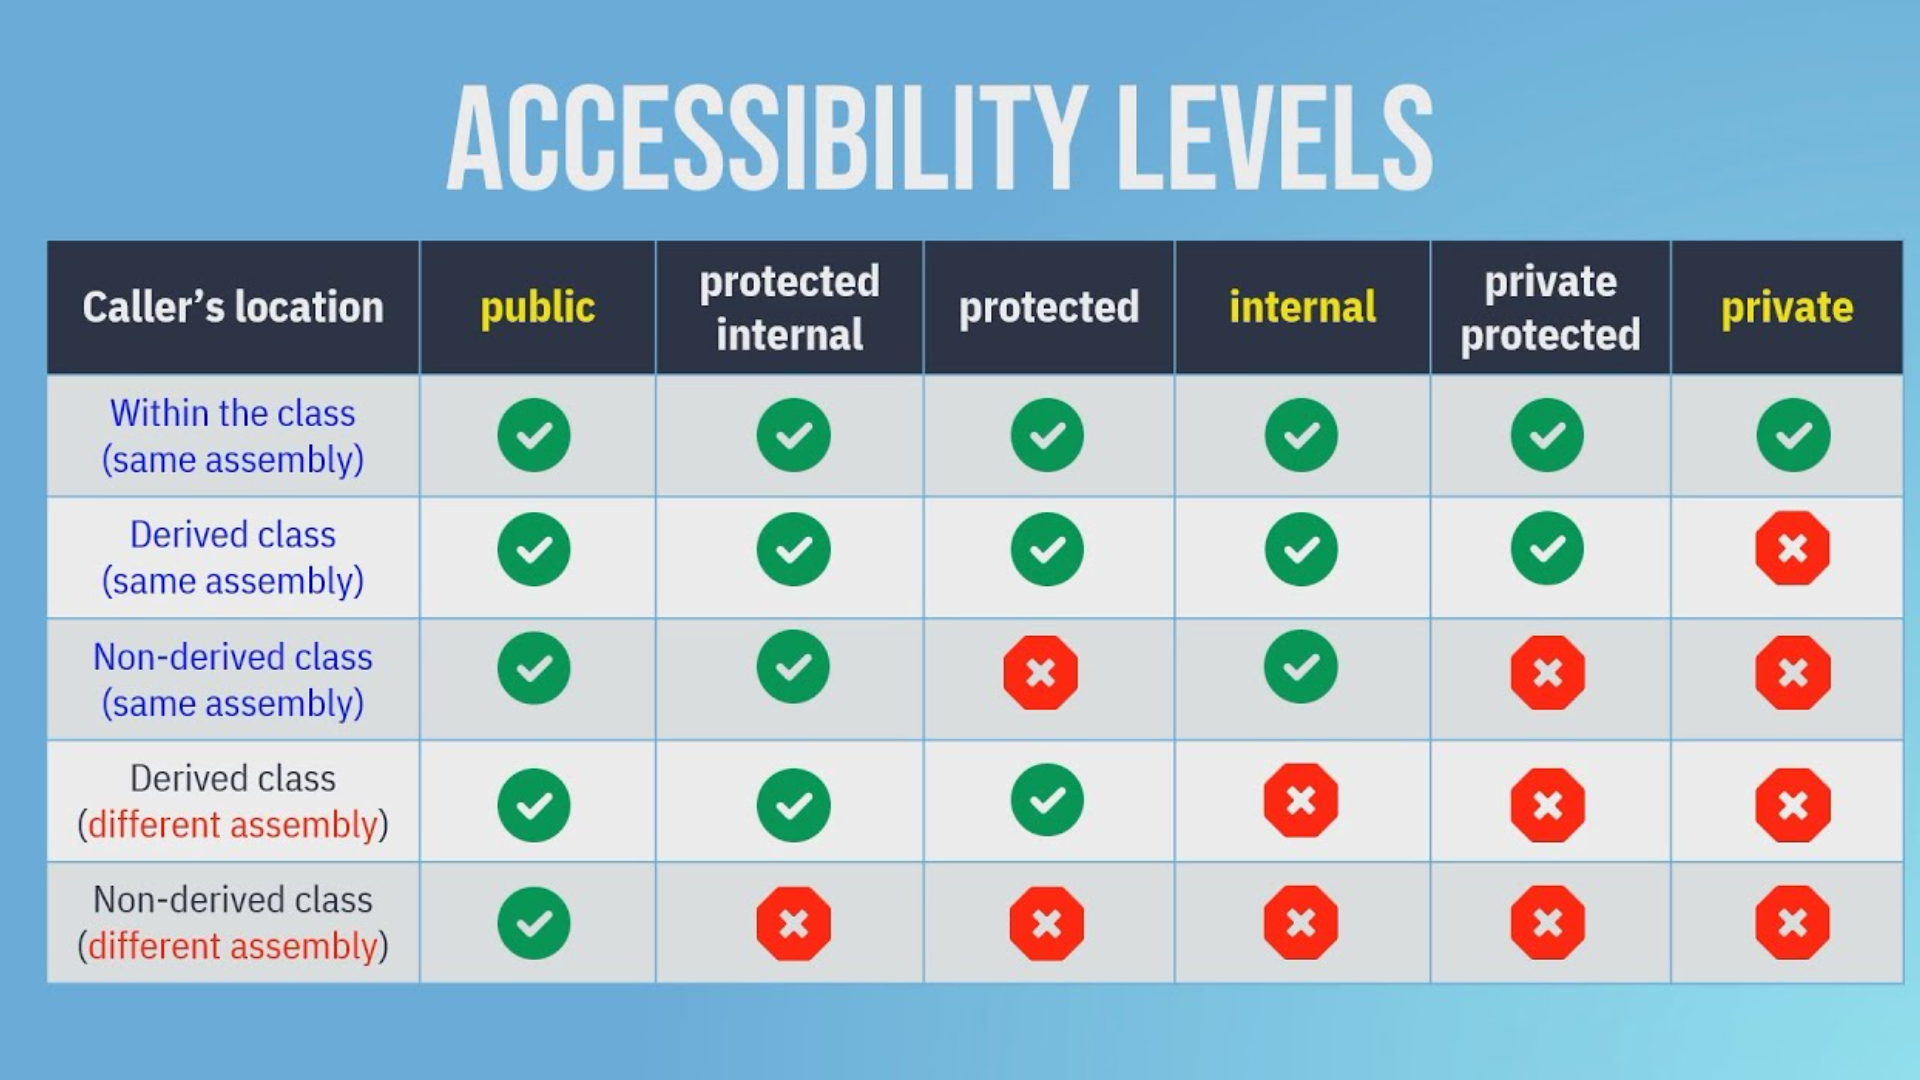 ACCESSIBILITY LEVELS
Caller's location
public
protected
internal
protected
internal
private
protected
private
Within the class
(same assembly)
Derived class
(same assembly)
Non-derived class
(same assembly)
Derived class
(different assembly)
Non-derived class
(different assembly)